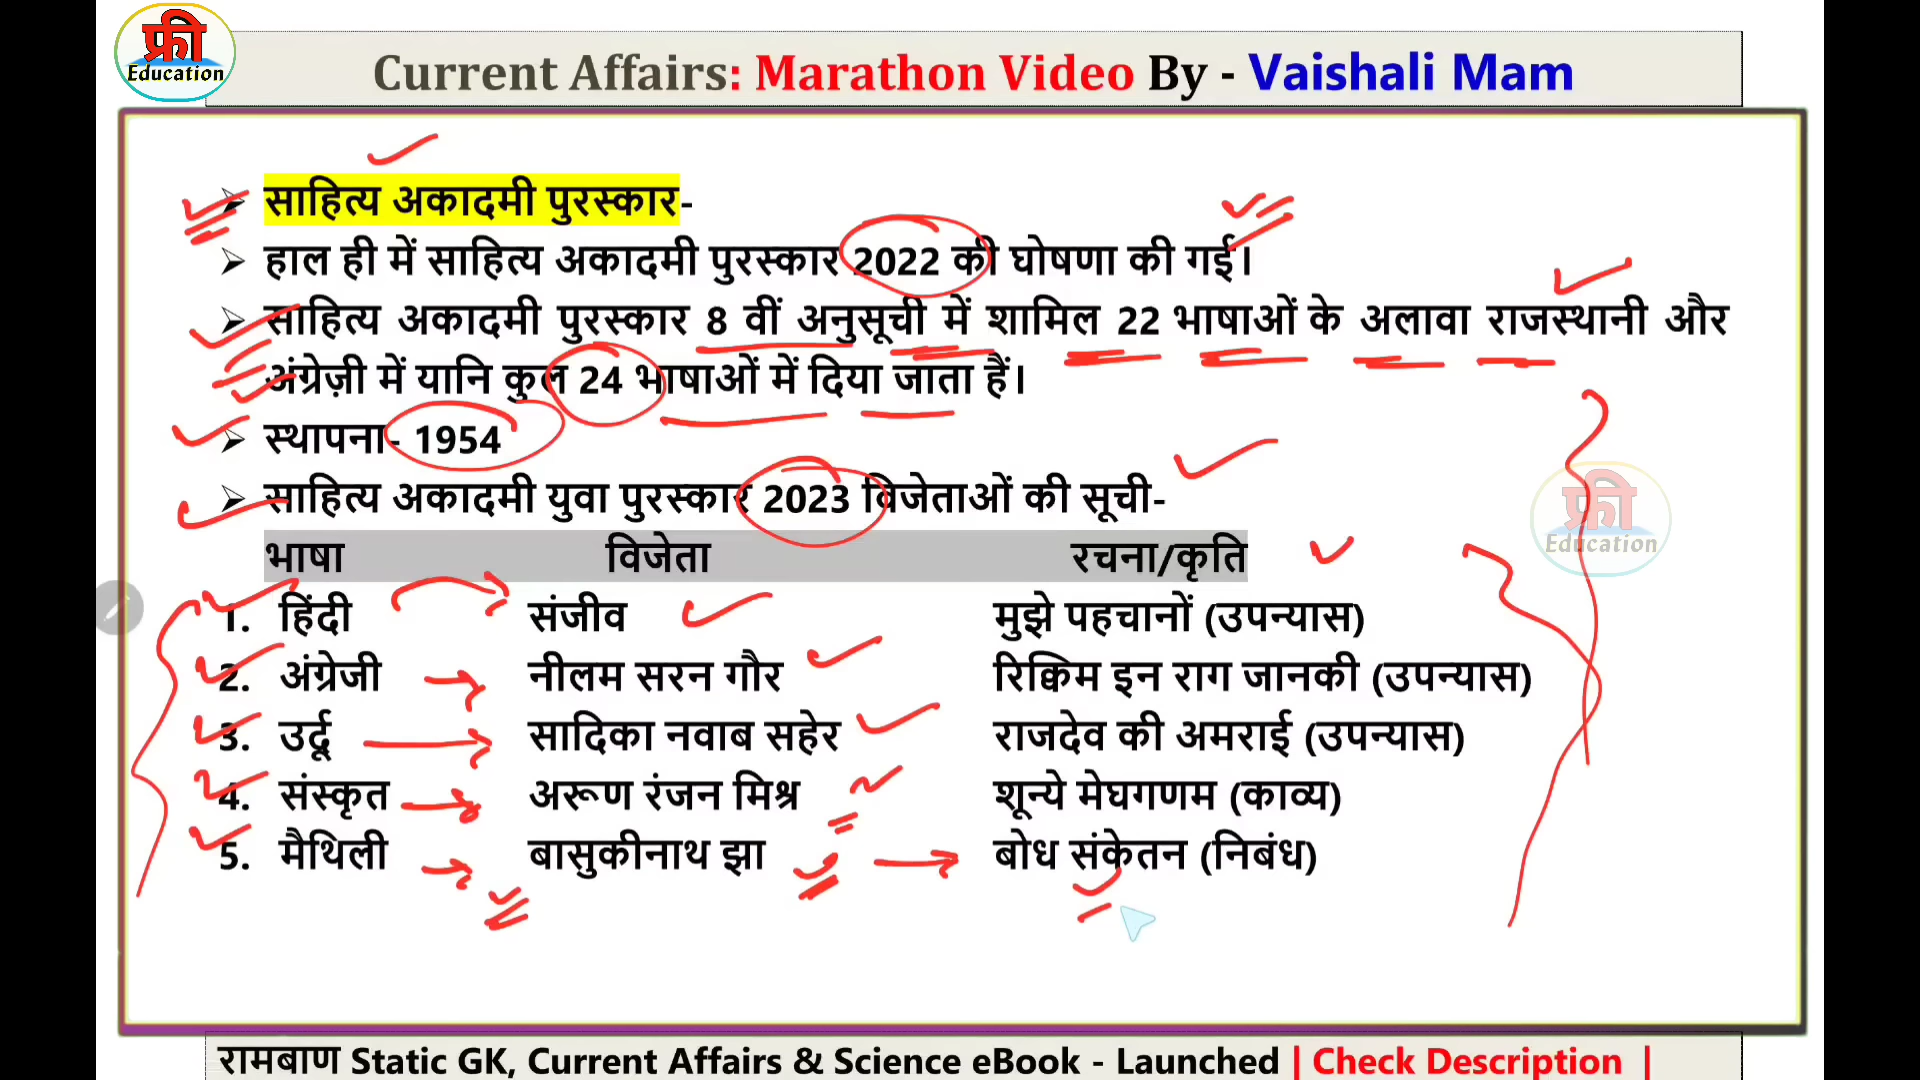 फ्री
Education
Current Affairs: Marathon Video By - Vaishali Mam
साहित्य अकादमी पुरस्कार-
हाल ही में साहित्य अकादमी पुरस्कार 2022 की घोषणा की गई।
साहित्य अकादमी पुरस्कार 8 वीं अनुसूची में शामिल 22 भाषाओं के अलावा राजस्थानी और
अंग्रेज़ी में यानि कुल 24 भाषाओं में दिया जाता हैं।
स्थापना- 1954
साहित्य अकादमी युवा पुरस्कार 2023 विजेताओं की सूची-
भाषा विजेता रचना/कृति
1. हिंदी संजीव मुझे पहचानों (उपन्यास)
2. अंग्रेजी नीलम सरन गौर रिक्विम इन राग जानकी (उपन्यास)
3. उर्दू सादिका नवाब सहेर राजदेव की अमराई (उपन्यास)
4. संस्कृत अरूण रंजन मिश्र शून्ये मेघगणम (काव्य)
5. मैथिली बासुकीनाथ झा बोध संकेतन (निबंध)
फ्री
Education
रामबाण Static GK, Current Affairs & Science eBook - Launched | Check Description |